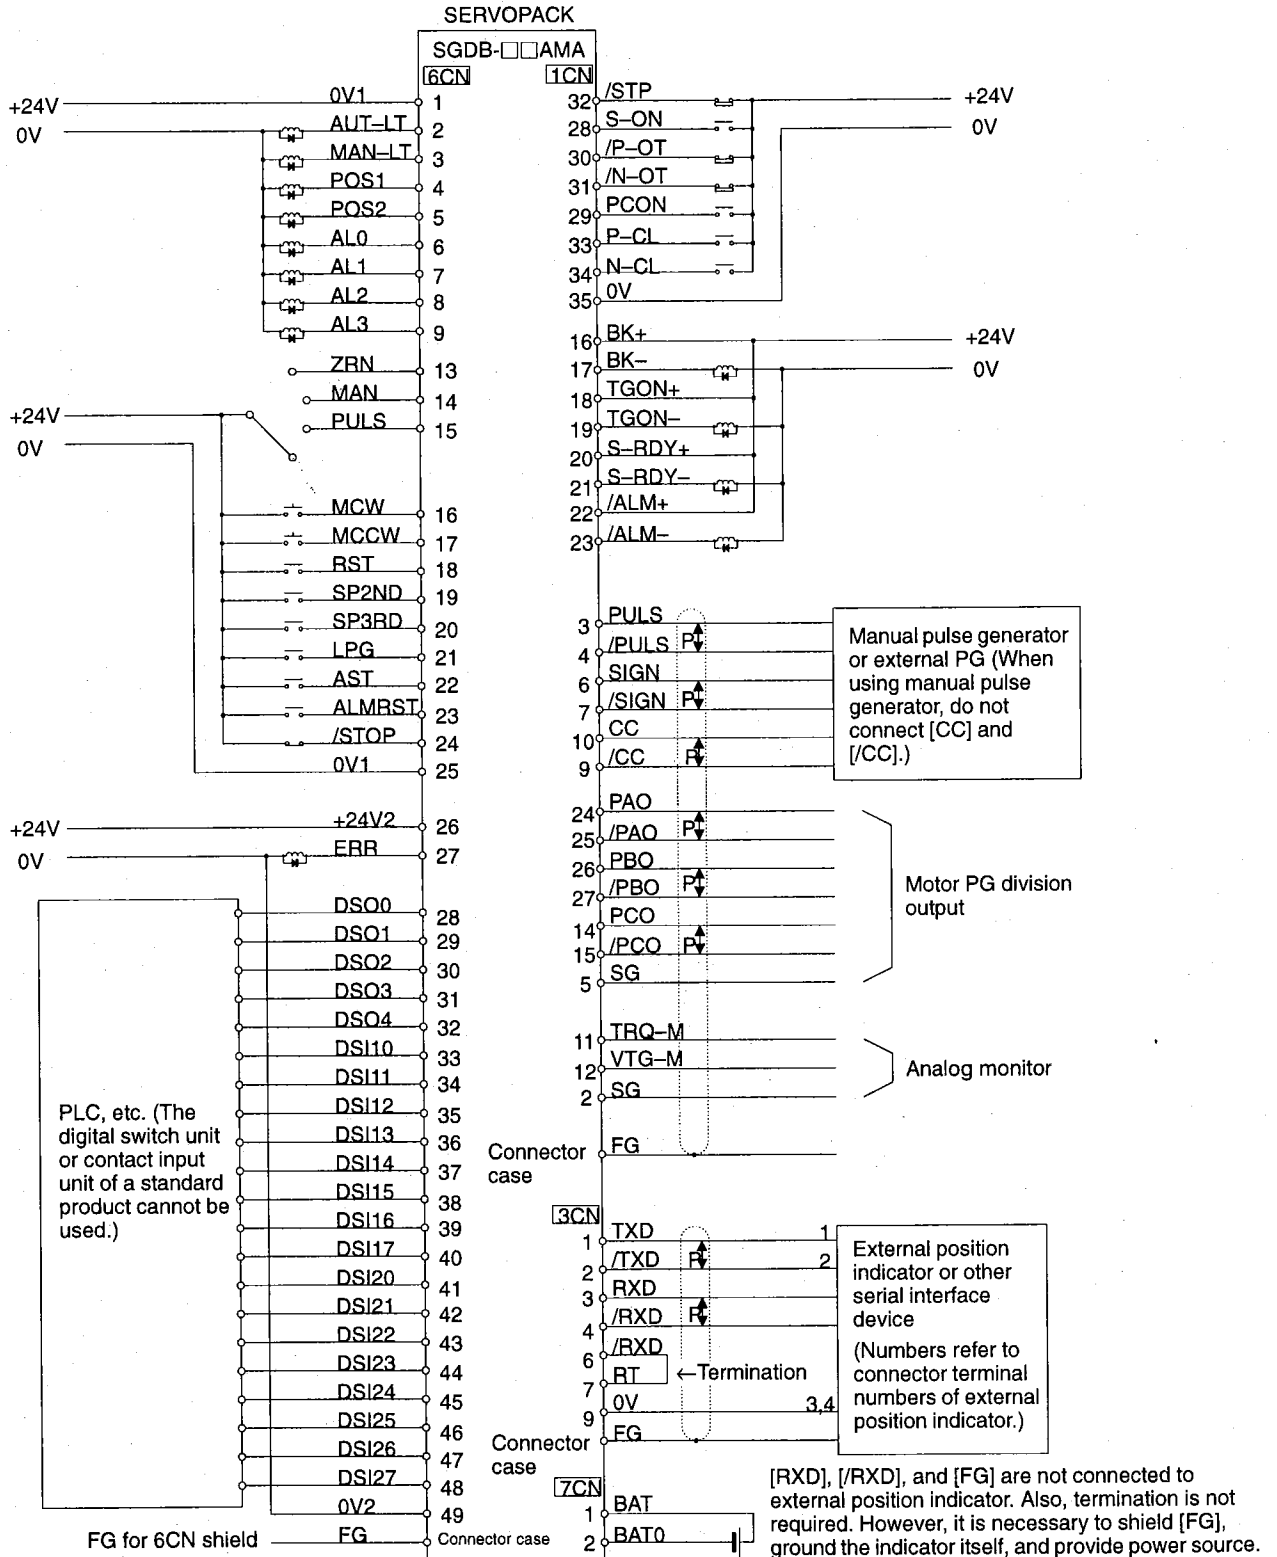 SERVOPACK
SGDB-□□AMA
6CN
1CN
+24V
0V
0V1 1
AUT–LT 2
MAN–LT 3
POS1 4
POS2 5
AL0 6
AL1 7
AL2 8
AL3 9
ZRN 13
MAN 14
PULS 15
+24V
0V
MCW 16
MCCW 17
RST 18
SP2ND 19
SP3RD 20
LPG 21
AST 22
ALMRST 23
/STOP 24
0V1 25
+24V
0V
+24V2 26
ERR 27
DSO0 28
DSO1 29
DSO2 30
DSO3 31
DSO4 32
DSI10 33
DSI11 34
DSI12 35
DSI13 36
DSI14 37
DSI15 38
DSI16 39
DSI17 40
DSI20 41
DSI21 42
DSI22 43
DSI23 44
DSI24 45
DSI25 46
DSI26 47
DSI27 48
0V2 49
FG for 6CN shield FG Connector case
PLC, etc. (The
digital switch unit
or contact input
unit of a standard
product cannot be
used.)
32 /STP
28 S–ON
30 /P–OT
31 /N–OT
29 PCON
33 P–CL
34 N–CL
35 0V
+24V
0V
16 BK+
17 BK–
18 TGON+
19 TGON–
20 S–RDY+
21 S–RDY–
22 /ALM+
23 /ALM–
+24V
0V
3 PULS
4 /PULS P
6 SIGN
7 /SIGN P
10 CC
9 /CC P
Manual pulse generator
or external PG (When
using manual pulse
generator, do not
connect [CC] and
[/CC].)
24 PAO
25 /PAO P
26 PBO
27 /PBO P
14 PCO
15 /PCO P
5 SG
Motor PG division
output
11 TRQ–M
12 VTG–M
2 SG
Analog monitor
Connector
case
FG
3CN
1 TXD 1
2 /TXD P 2
3 RXD
4 /RXD P
6 /RXD
7 RT ←Termination
9 0V 3,4
Connector
case
FG
External position
indicator or other
serial interface
device
(Numbers refer to
connector terminal
numbers of external
position indicator.)
7CN
1 BAT
2 BAT0
[RXD], [/RXD], and [FG] are not connected to
external position indicator. Also, termination is not
required. However, it is necessary to shield [FG],
ground the indicator itself, and provide power source.